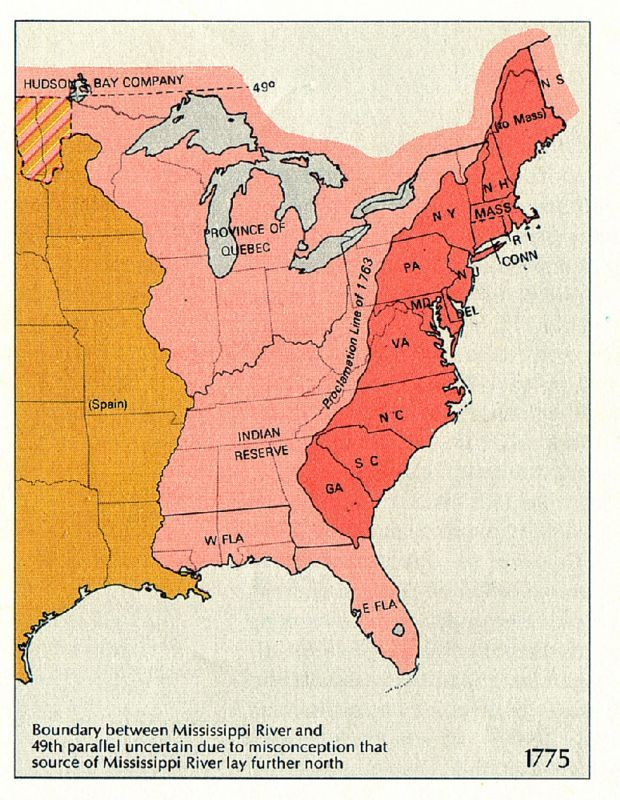 HUDSON'S BAY COMPANY
49º
N S
(to Mass)
N H
N Y
MASS
R I
CONN
PROVINCE OF
QUEBEC
PA
N J
MD
DEL
VA
Proclamation Line of 1763
(Spain)
N C
INDIAN
RESERVE
S C
GA
W FLA
E FLA
Boundary between Mississippi River and
49th parallel uncertain due to misconception that
source of Mississippi River lay further north
1775